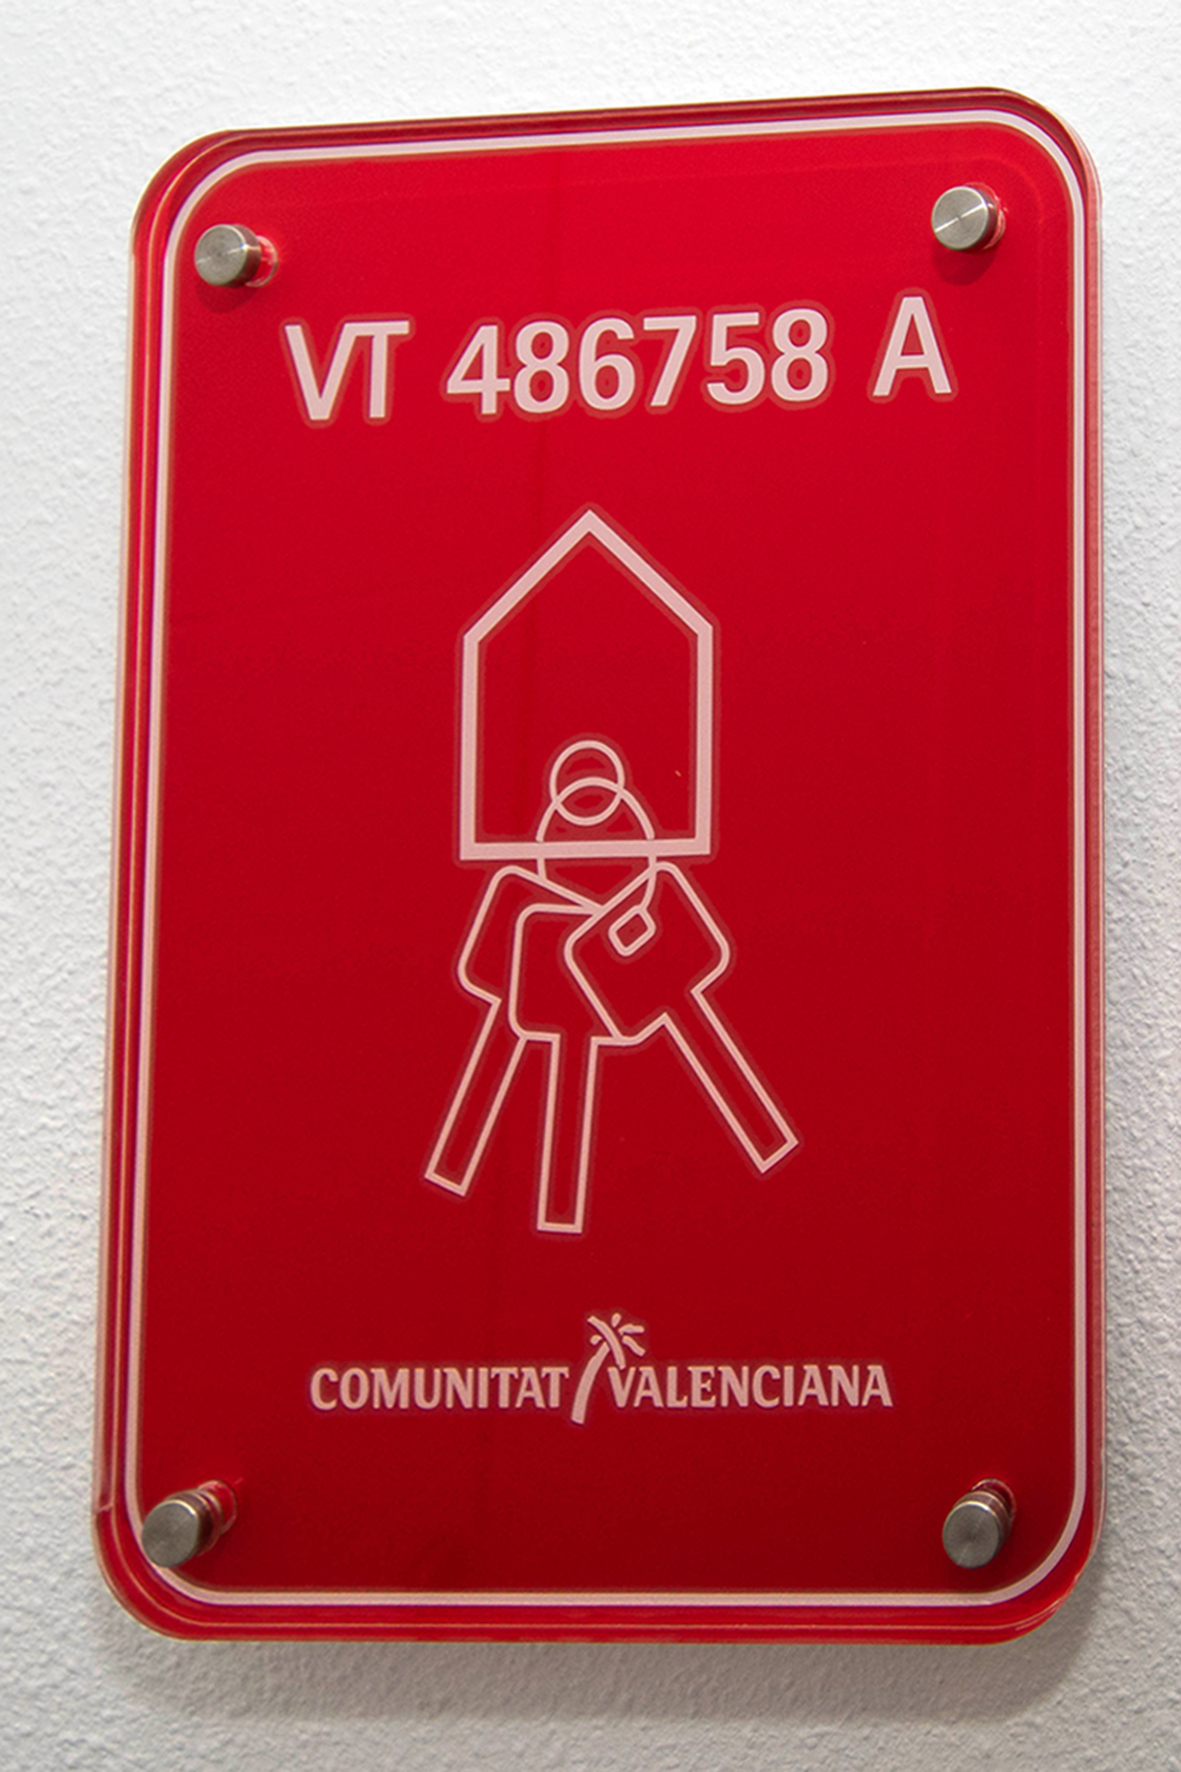 VT 486758 A
COMUNITAT VALENCIANA